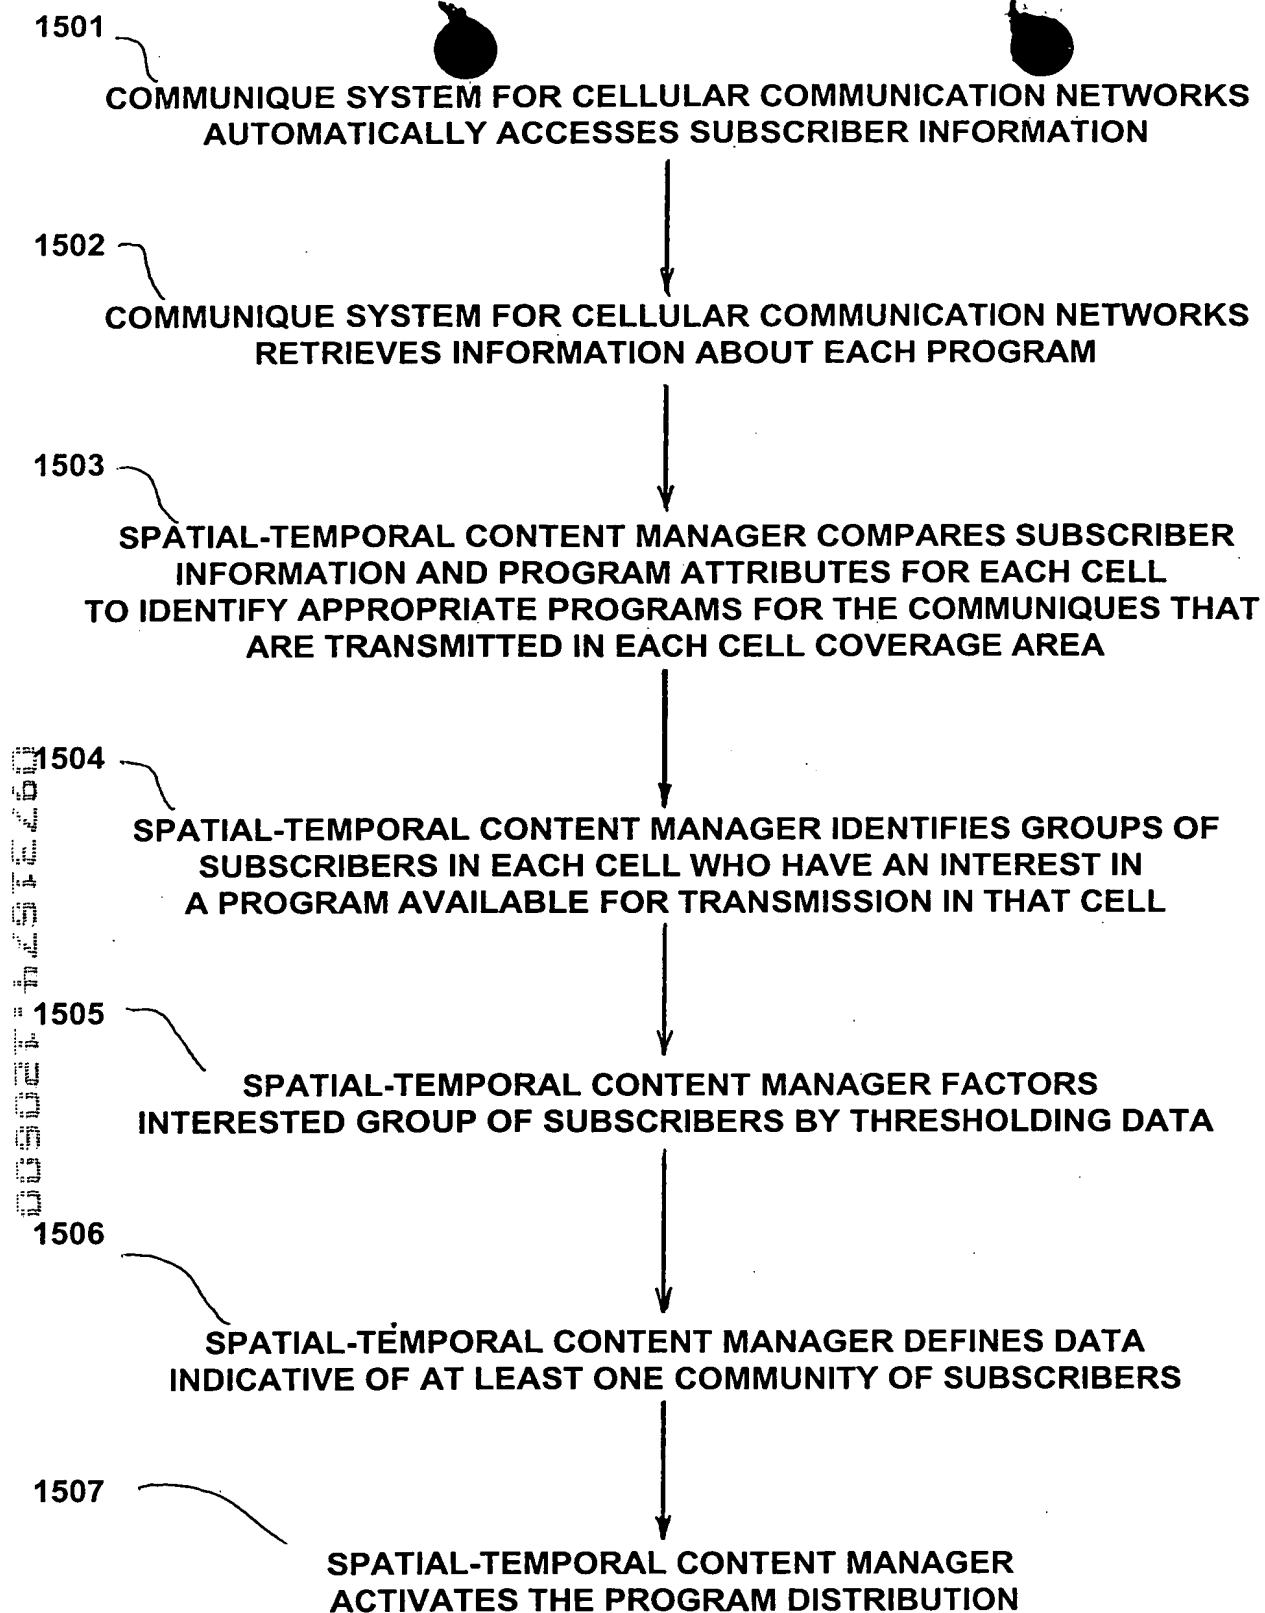 1501
COMMUNIQUE SYSTEM FOR CELLULAR COMMUNICATION NETWORKS
AUTOMATICALLY ACCESSES SUBSCRIBER INFORMATION
1502
COMMUNIQUE SYSTEM FOR CELLULAR COMMUNICATION NETWORKS
RETRIEVES INFORMATION ABOUT EACH PROGRAM
1503
SPATIAL-TEMPORAL CONTENT MANAGER COMPARES SUBSCRIBER
INFORMATION AND PROGRAM ATTRIBUTES FOR EACH CELL
TO IDENTIFY APPROPRIATE PROGRAMS FOR THE COMMUNIQUES THAT
ARE TRANSMITTED IN EACH CELL COVERAGE AREA
1504
SPATIAL-TEMPORAL CONTENT MANAGER IDENTIFIES GROUPS OF
SUBSCRIBERS IN EACH CELL WHO HAVE AN INTEREST IN
A PROGRAM AVAILABLE FOR TRANSMISSION IN THAT CELL
1505
SPATIAL-TEMPORAL CONTENT MANAGER FACTORS
INTERESTED GROUP OF SUBSCRIBERS BY THRESHOLDING DATA
1506
SPATIAL-TEMPORAL CONTENT MANAGER DEFINES DATA
INDICATIVE OF AT LEAST ONE COMMUNITY OF SUBSCRIBERS
1507
SPATIAL-TEMPORAL CONTENT MANAGER
ACTIVATES THE PROGRAM DISTRIBUTION